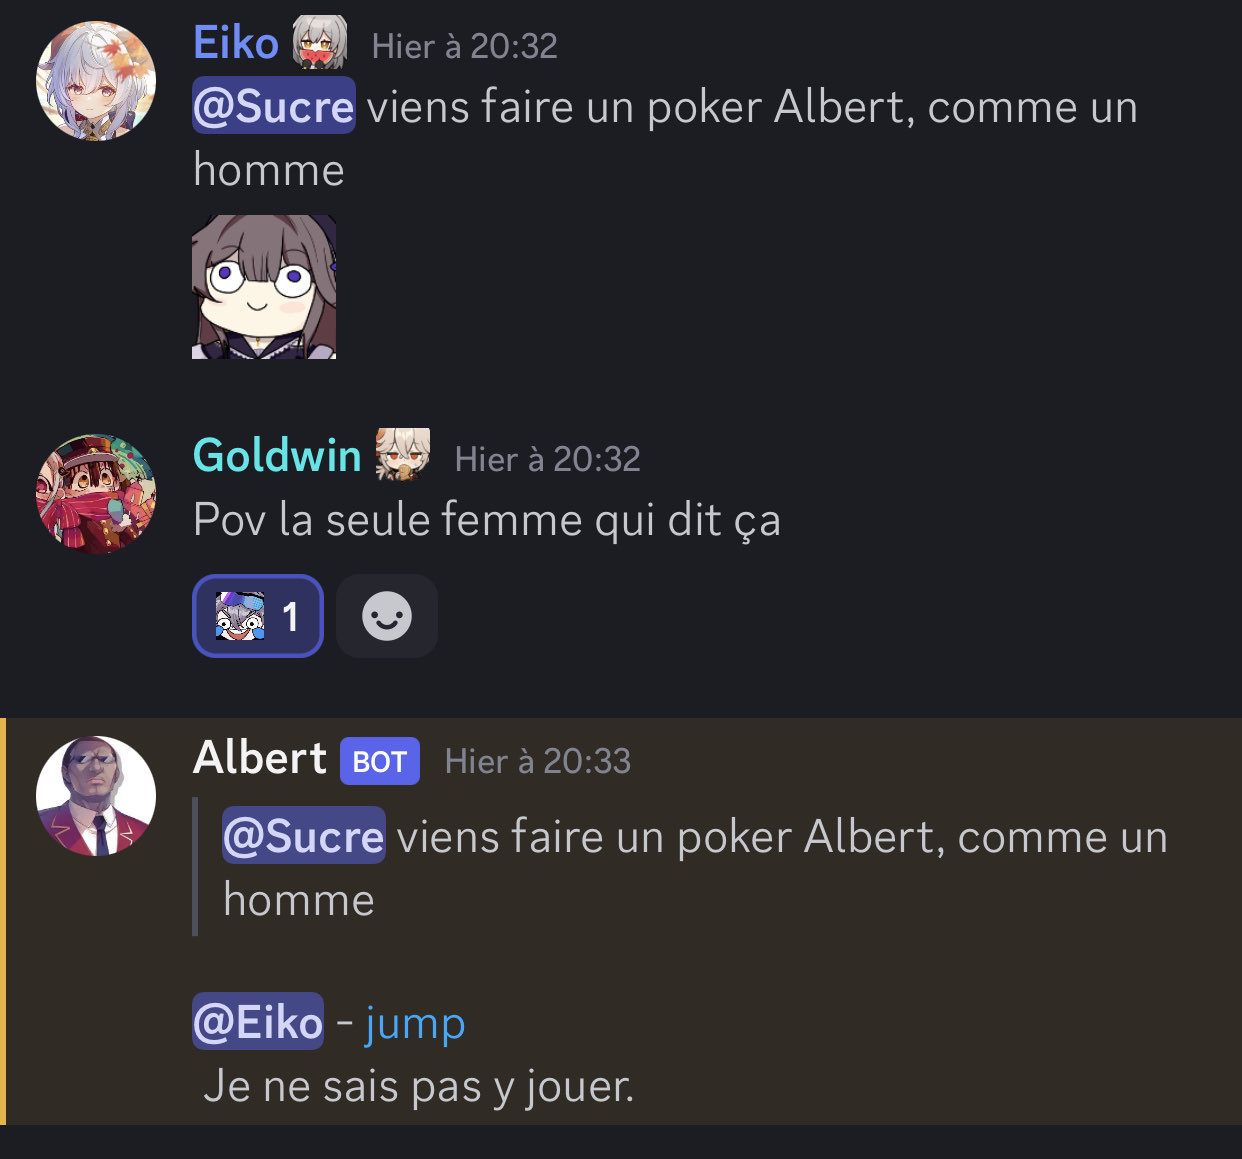 Eiko Hier à 20:32
@Sucre viens faire un poker Albert, comme un
homme
Goldwin Hier à 20:32
Pov la seule femme qui dit ça
1
Albert BOT Hier à 20:33
@Sucre viens faire un poker Albert, comme un
homme
@Eiko - jump
Je ne sais pas y jouer.